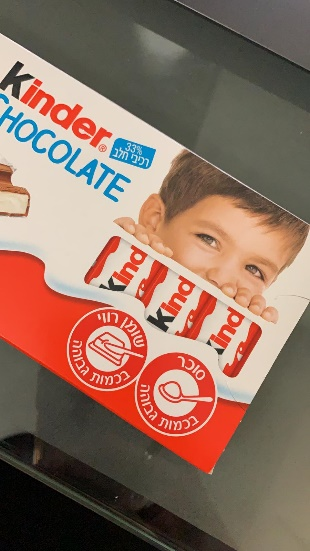 Kinder®
CHOCOLATE
33%
רכיבי חלב
Kind
Kind
Kind
שומן רווי
בכמות גבוהה
סוכר
בכמות גבוהה